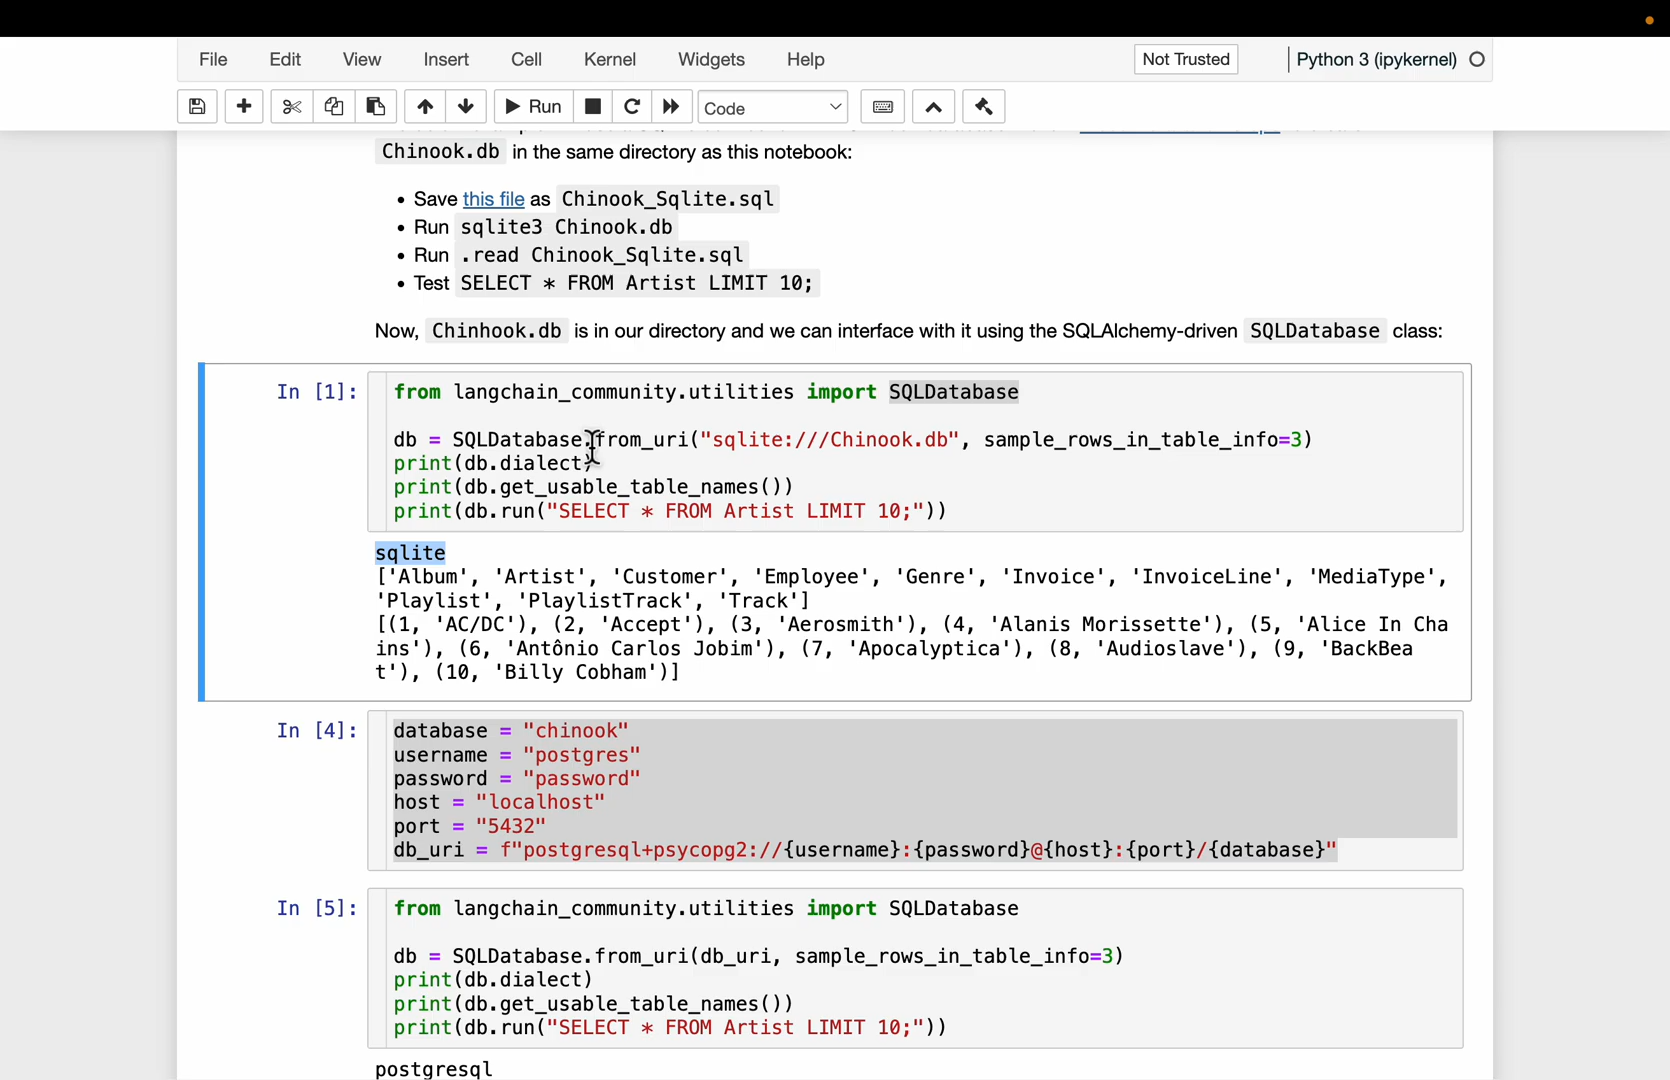 File Edit View Insert Cell Kernel Widgets Help Not Trusted Python 3 (ipykernel)
Run Code
Chinook.db in the same directory as this notebook:
• Save this file as Chinook_Sqlite.sql
• Run sqlite3 Chinook.db
• Run .read Chinook_Sqlite.sql
• Test SELECT * FROM Artist LIMIT 10;
Now, Chinhook.db is in our directory and we can interface with it using the SQLAlchemy-driven SQLDatabase class:
In [1]: from langchain_community.utilities import SQLDatabase
db = SQLDatabase.from_uri("sqlite:///Chinook.db", sample_rows_in_table_info=3)
print(db.dialect)
print(db.get_usable_table_names())
print(db.run("SELECT * FROM Artist LIMIT 10;"))
sqlite
['Album', 'Artist', 'Customer', 'Employee', 'Genre', 'Invoice', 'InvoiceLine', 'MediaType',
'Playlist', 'PlaylistTrack', 'Track']
[(1, 'AC/DC'), (2, 'Accept'), (3, 'Aerosmith'), (4, 'Alanis Morissette'), (5, 'Alice In Cha
ins'), (6, 'Antônio Carlos Jobim'), (7, 'Apocalyptica'), (8, 'Audioslave'), (9, 'BackBea
t'), (10, 'Billy Cobham')]
In [4]: database = "chinook"
username = "postgres"
password = "password"
host = "localhost"
port = "5432"
db_uri = f"postgresql+psycopg2://{username}:{password}@{host}:{port}/{database}"
In [5]: from langchain_community.utilities import SQLDatabase
db = SQLDatabase.from_uri(db_uri, sample_rows_in_table_info=3)
print(db.dialect)
print(db.get_usable_table_names())
print(db.run("SELECT * FROM Artist LIMIT 10;"))
postgresql